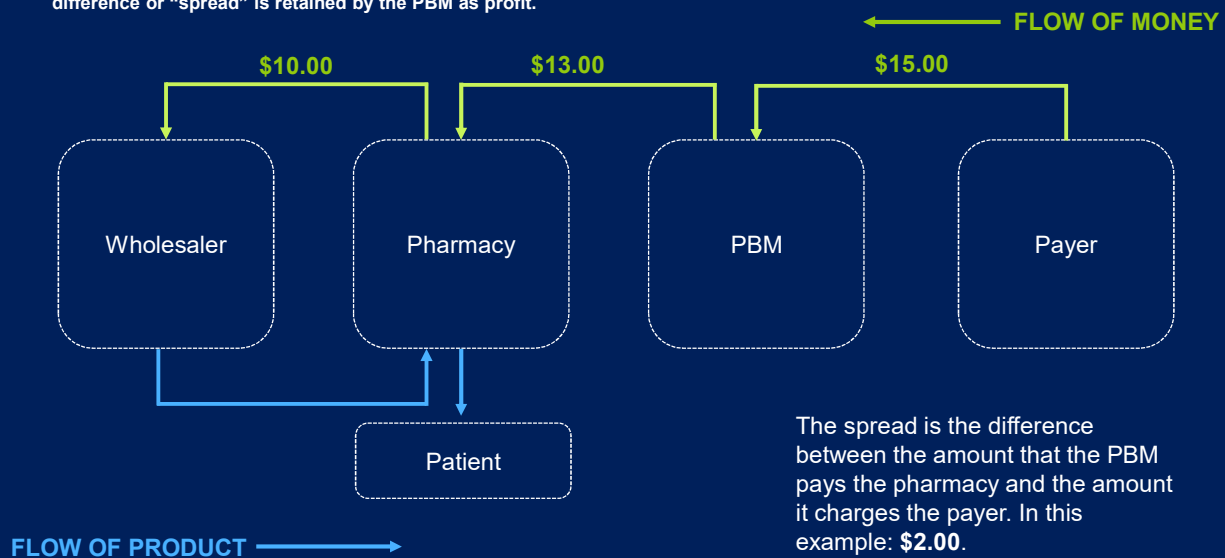 difference or “spread” is retained by the PBM as profit.
FLOW OF MONEY
$10.00
$13.00
$15.00
Wholesaler
Pharmacy
PBM
Payer
Patient
The spread is the difference
between the amount that the PBM
pays the pharmacy and the amount
it charges the payer. In this
example: $2.00.
FLOW OF PRODUCT